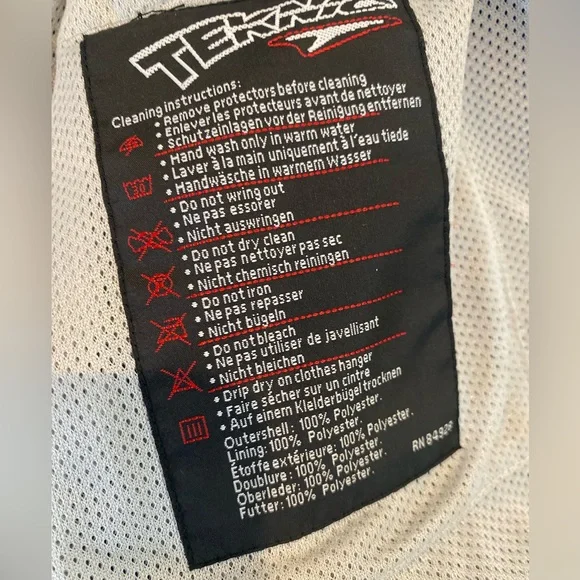 TEKNIC
Cleaning instructions:
• Remove protectors before cleaning
• Enlever les protecteurs avant de nettoyer
• Schutzeinlagen vor der Reinigung entfernen
• Hand wash only in warm water
• Laver à la main uniquement à l'eau tiede
• Handwäsche in warmem Wasser
30
• Do not wring out
• Ne pas essorer
• Nicht auswringen
• Do not dry clean
• Ne pas nettoyer pas sec
• Nicht chemisch reiningen
• Do not iron
• Ne pas repasser
• Nicht bügeln
• Do not bleach
• Ne pas utiliser de javellisant
• Nicht bleichen
• Drip dry on clothes hanger
• Faire sécher sur un cintre
• Auf einem Kleiderbügel trocknen
Outershell: 100% Polyester.
Lining: 100% Polyester.
Étoffe extérieure: 100% Polyester.
Doublure: 100% Polyester.
Oberleder: 100% Polyester.
Futter: 100% Polyester.
RN 84328